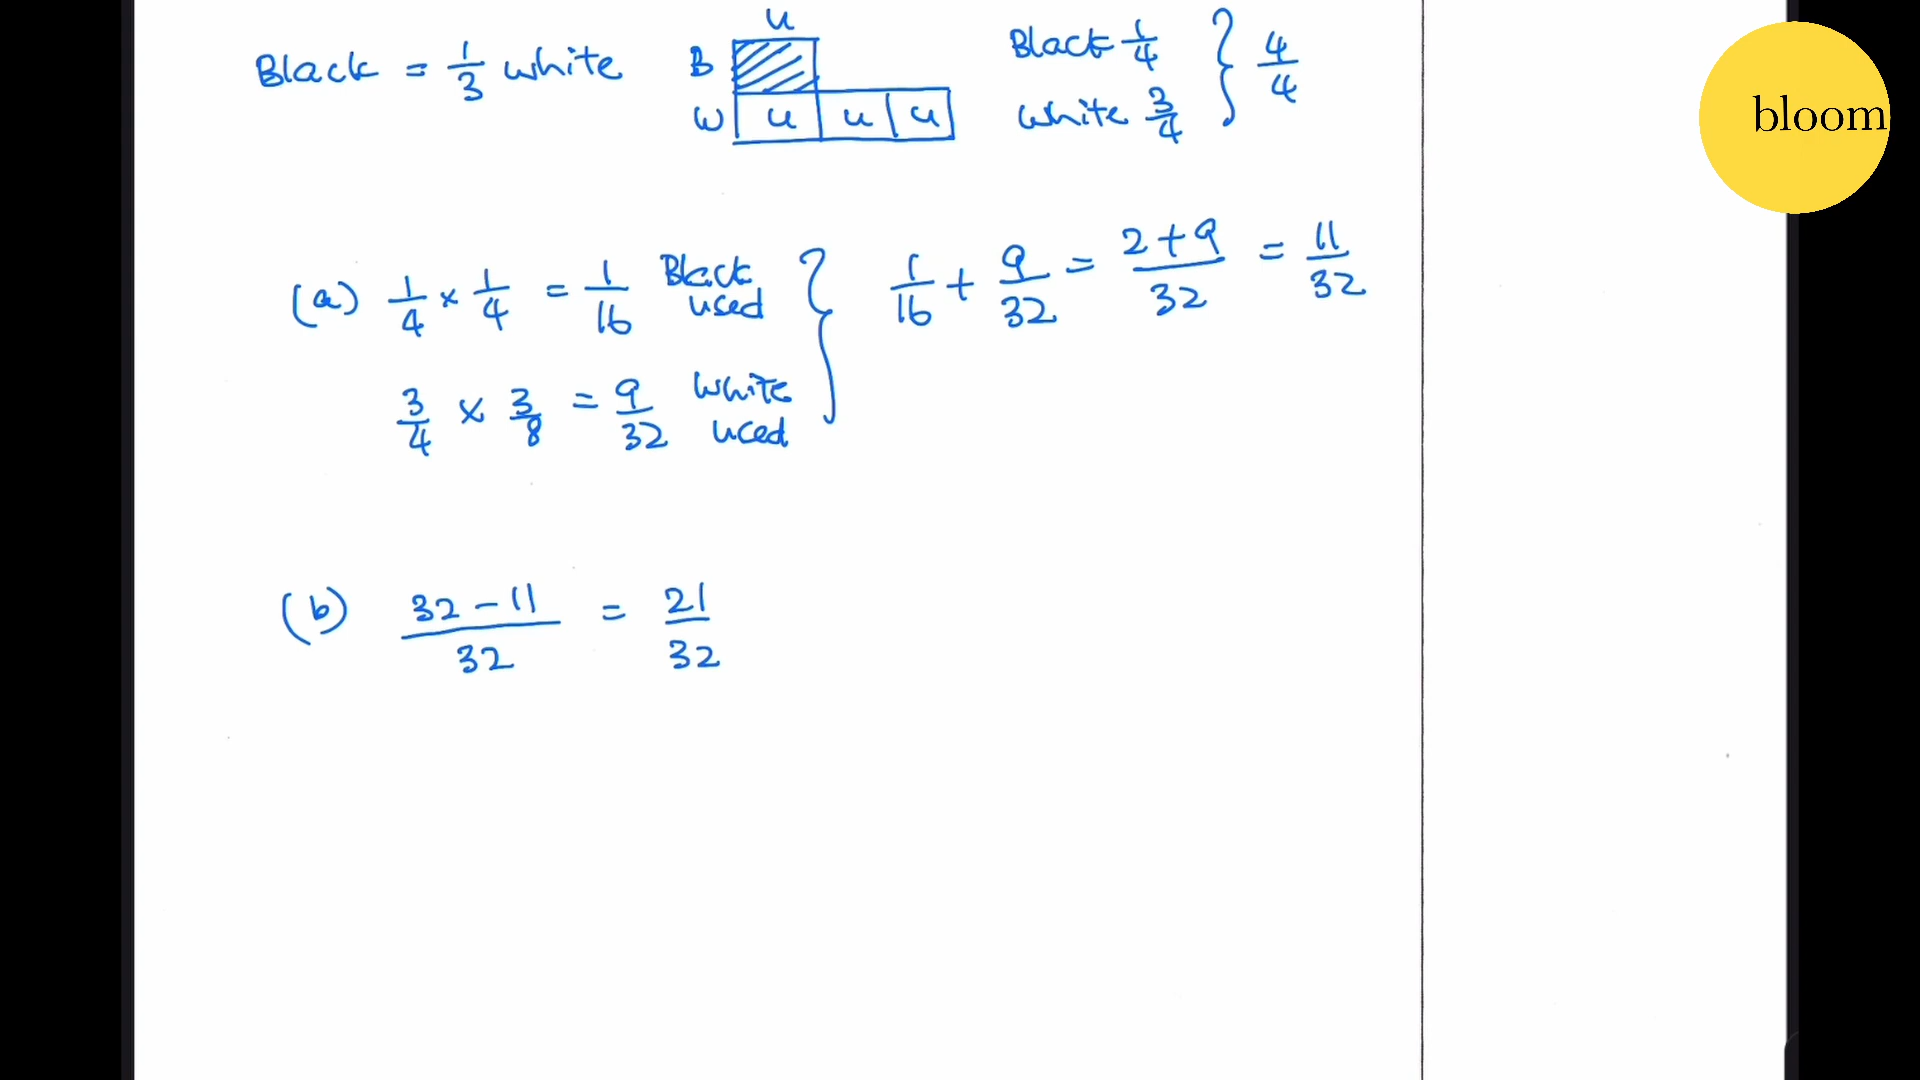 u
Black = 1/3 white B Black 1/4 } 4/4
W u u u white 3/4
bloom
(a) 1/4 × 1/4 = 1/16 Black used } 1/16 + 9/32 = 2+9/32 = 11/32
3/4 × 3/8 = 9/32 white used
(b) 32-11/32 = 21/32